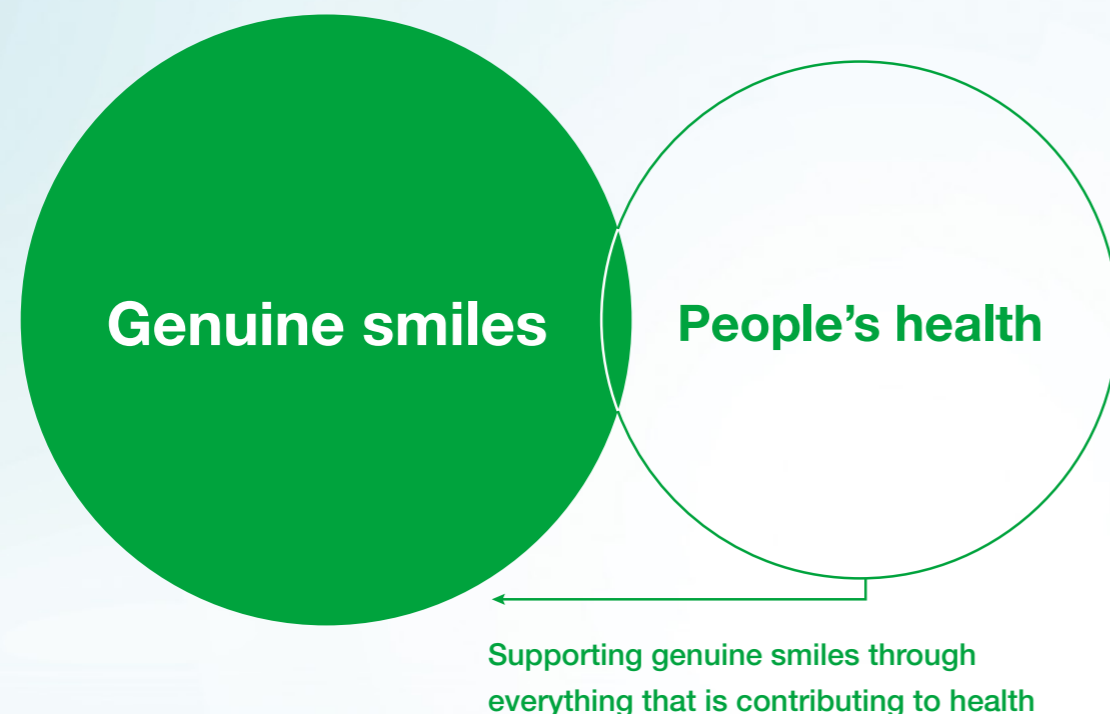 Genuine smiles
People’s health
Supporting genuine smiles through
everything that is contributing to health